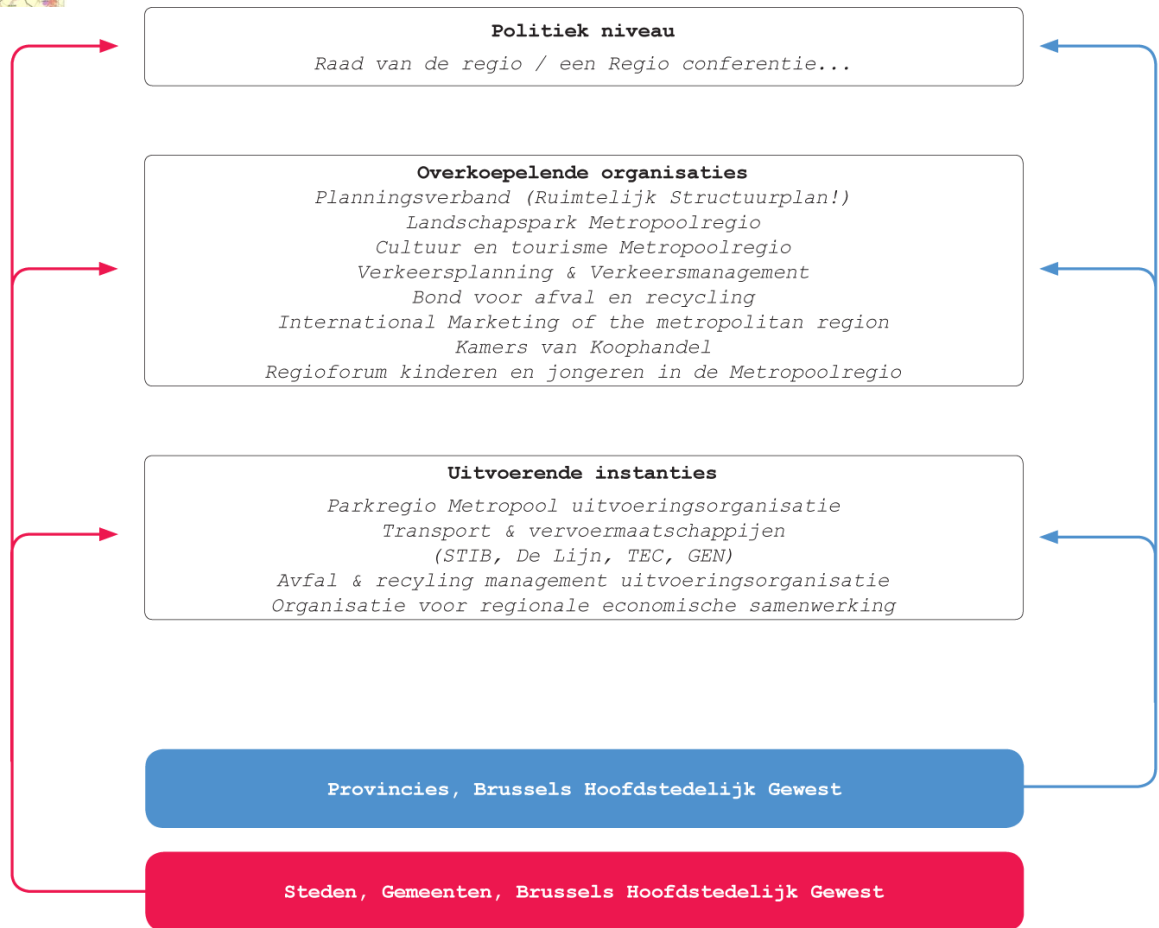 Politiek niveau
Raad van de regio / een Regio conferentie...
Overkoepelende organisaties
Planningsverband (Ruimtelijk Structuurplan!)
Landschapspark Metropoolregio
Cultuur en tourisme Metropoolregio
Verkeersplanning & Verkeersmanagement
Bond voor afval en recycling
International Marketing of the metropolitan region
Kamers van Koophandel
Regioforum kinderen en jongeren in de Metropoolregio
Uitvoerende instanties
Parkregio Metropool uitvoeringsorganisatie
Transport & vervoermaatschappijen
(STIB, De Lijn, TEC, GEN)
Avfal & recyling management uitvoeringsorganisatie
Organisatie voor regionale economische samenwerking
Provincies, Brussels Hoofdstedelijk Gewest
Steden, Gemeenten, Brussels Hoofdstedelijk Gewest